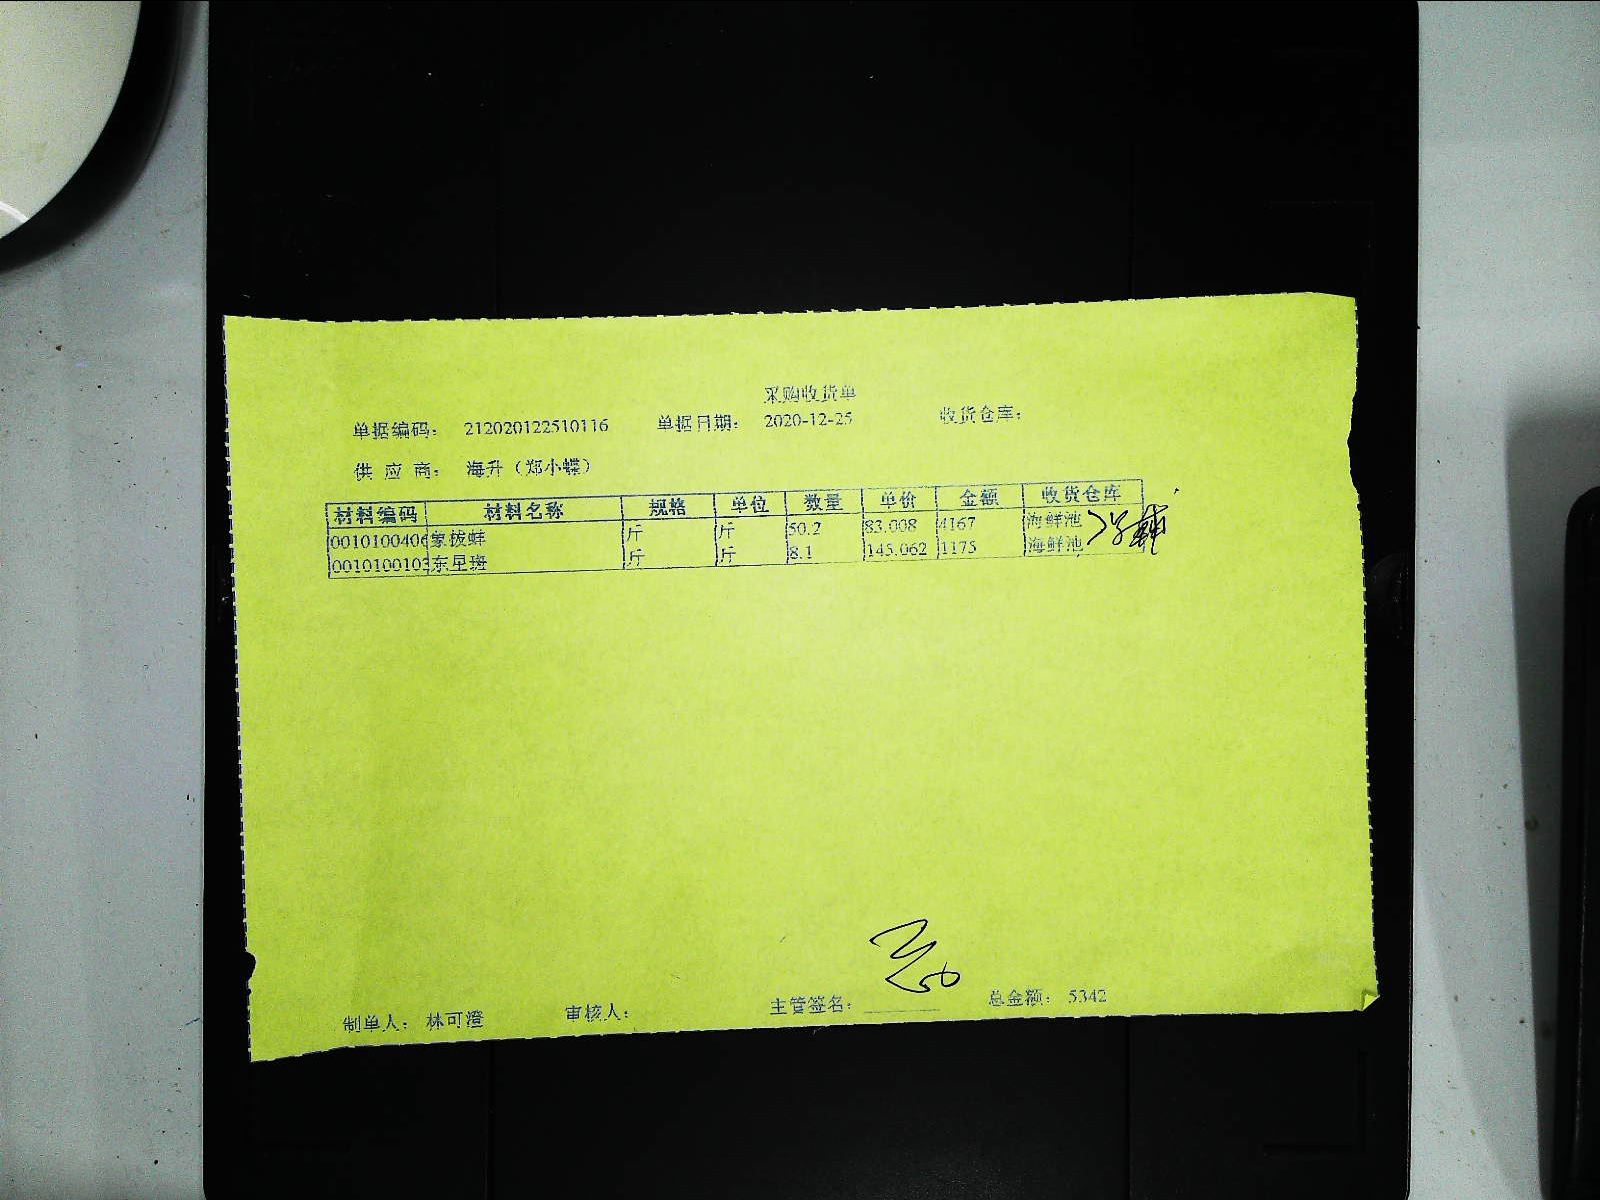 采购收货单
单据编码： 212020122510116 单据日期： 2020-12-25 收货仓库：
供 应 商： 海升（郑小蝶）
材料编码 材料名称 规格 单位 数量 单价 金额 收货仓库
0010100406 象拔蚌 斤 斤 50.2 83.008 4167 海鲜池
0010100103 东星斑 斤 斤 8.1 145.062 1175 海鲜池
制单人： 林可澄 审核人： 主管签名： 总金额： 5342